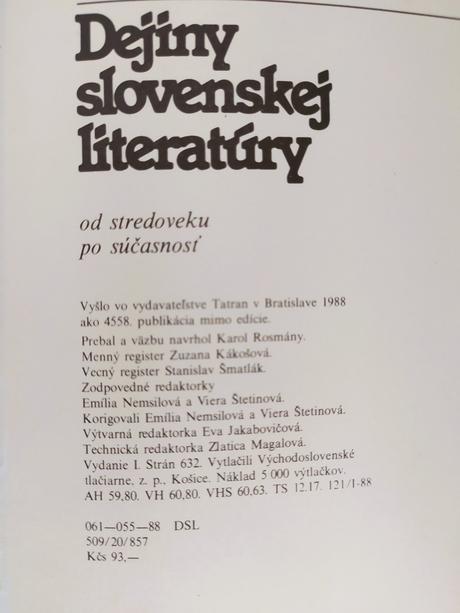 Dejiny
slovenskej
literatúry
od stredoveku
po súčasnosť
Vyšlo vo vydavateľstve Tatran v Bratislave 1988
ako 4558. publikácia mimo edície.
Prebal a väzbu navrhol Karol Rosmány.
Menný register Zuzana Kákošová.
Vecný register Stanislav Šmatlák.
Zodpovedné redaktorky
Emília Nemsilová a Viera Štetinová.
Korigovali Emília Nemsilová a Viera Štetinová.
Výtvarná redaktorka Eva Jakabovičová.
Technická redaktorka Zlatica Magalová.
Vydanie I. Strán 632. Vytlačili Východoslovenské
tlačiarne, z. p., Košice. Náklad 5 000 výtlačkov.
AH 59,80. VH 60,80. VHS 60,63. TS 12.17. 121/I-88
061—055—88 DSL
509/20/857
Kčs 93,—